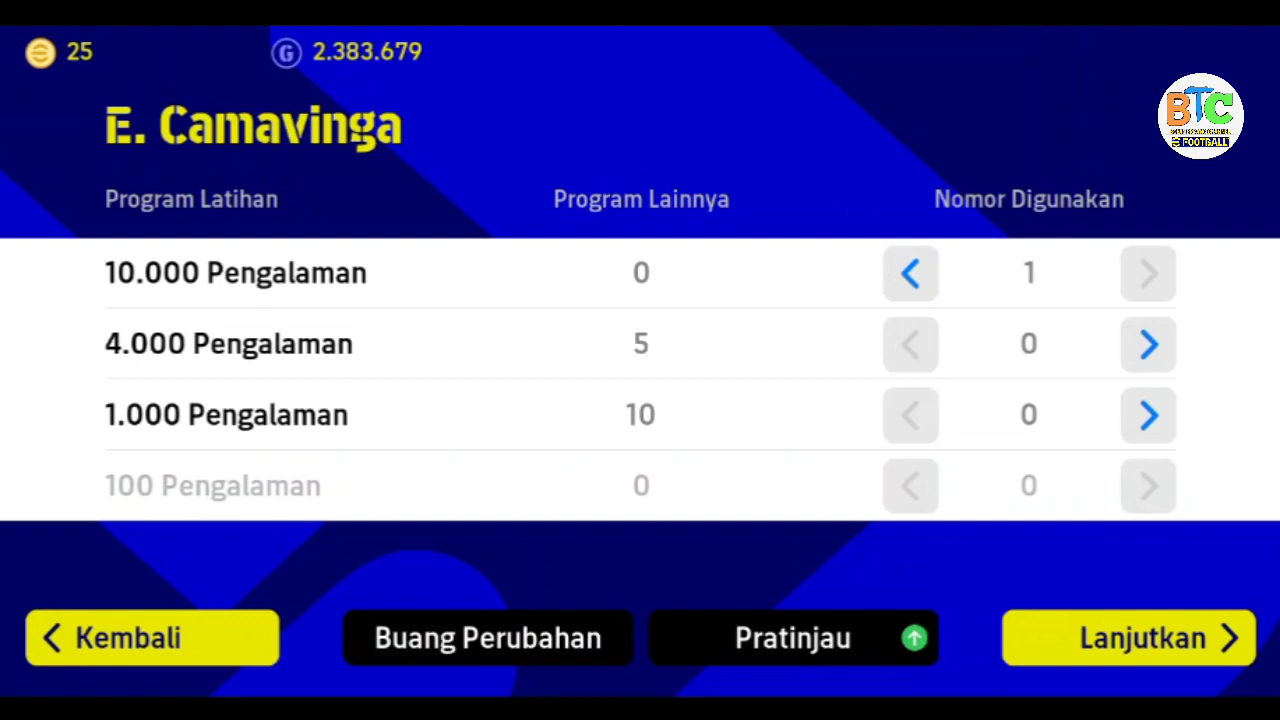 25
2.383.679
E. Camavinga
BTC
FOOTBALL
Program Latihan Program Lainnya Nomor Digunakan
10.000 Pengalaman 0 1
4.000 Pengalaman 5 0
1.000 Pengalaman 10 0
100 Pengalaman 0 0
Kembali
Buang Perubahan
Pratinjau
Lanjutkan